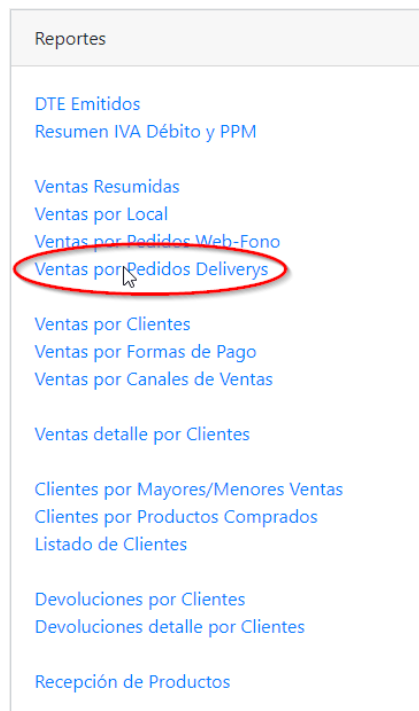 Reportes
DTE Emitidos
Resumen IVA Débito y PPM
Ventas Resumidas
Ventas por Local
Ventas por Pedidos Web-Fono
Ventas por Pedidos Deliverys
Ventas por Clientes
Ventas por Formas de Pago
Ventas por Canales de Ventas
Ventas detalle por Clientes
Clientes por Mayores/Menores Ventas
Clientes por Productos Comprados
Listado de Clientes
Devoluciones por Clientes
Devoluciones detalle por Clientes
Recepción de Productos